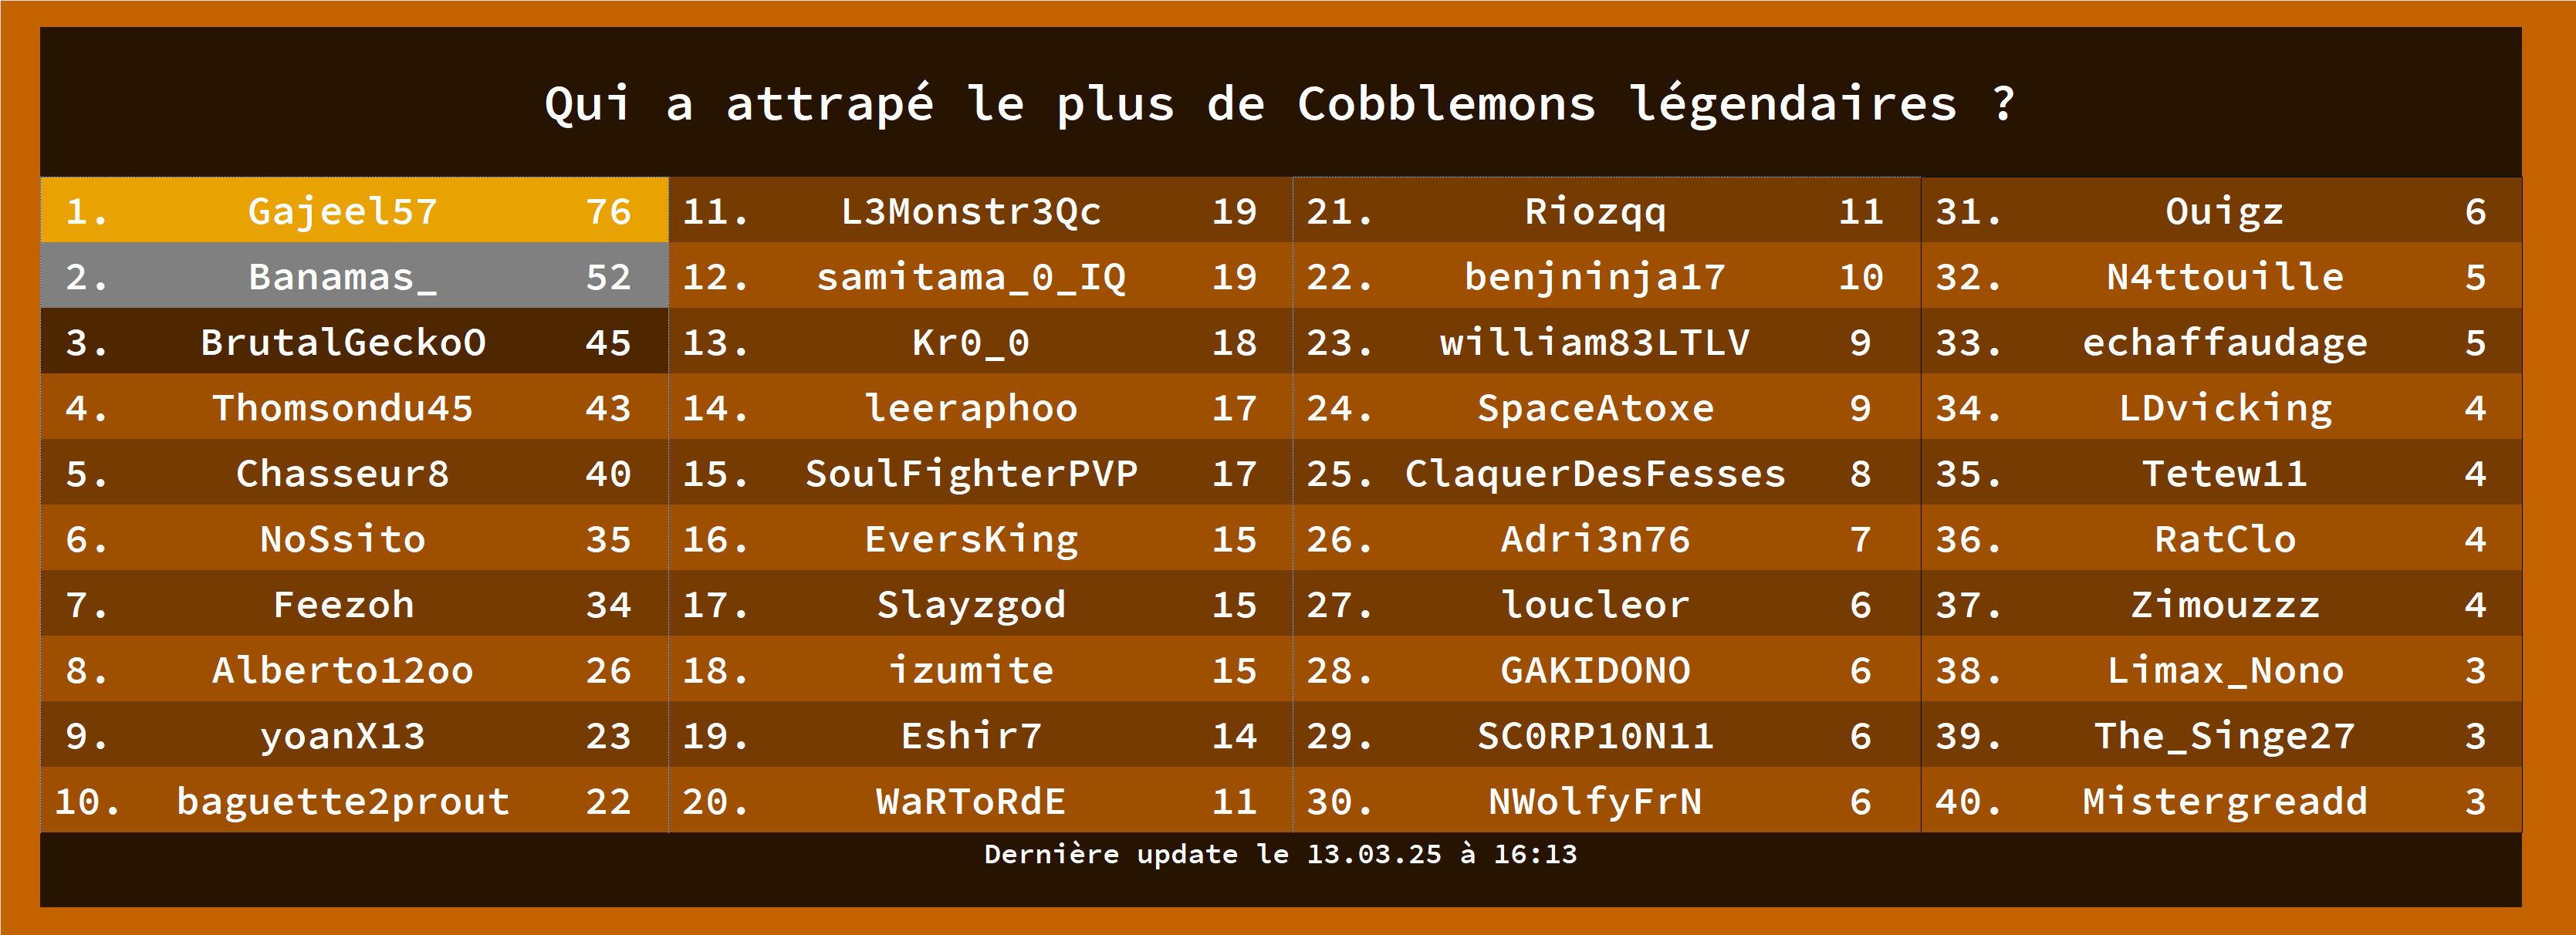 Qui a attrapé le plus de Cobblemons légendaires ?
1. Gajeel57 76
2. Banamas_ 52
3. BrutalGeckoO 45
4. Thomsondu45 43
5. Chasseur8 40
6. NoSsito 35
7. Feezoh 34
8. Alberto12oo 26
9. yoanX13 23
10. baguette2prout 22
11. L3Monstr3Qc 19
12. samitama_0_IQ 19
13. Kr0_0 18
14. leeraphoo 17
15. SoulFighterPVP 17
16. EversKing 15
17. Slayzgod 15
18. izumite 15
19. Eshir7 14
20. WaRToRdE 11
21. Riozqq 11
22. benjninja17 10
23. william83LTLV 9
24. SpaceAtoxe 9
25. ClaquerDesFesses 8
26. Adri3n76 7
27. loucleor 6
28. GAKIDONO 6
29. SC0RP10N11 6
30. NWolfyFrN 6
31. Ouigz 6
32. N4ttouille 5
33. echaffaudage 5
34. LDvicking 4
35. Tetew11 4
36. RatClo 4
37. Zimouzzz 4
38. Limax_Nono 3
39. The_Singe27 3
40. Mistergreadd 3
Dernière update le 13.03.25 à 16:13